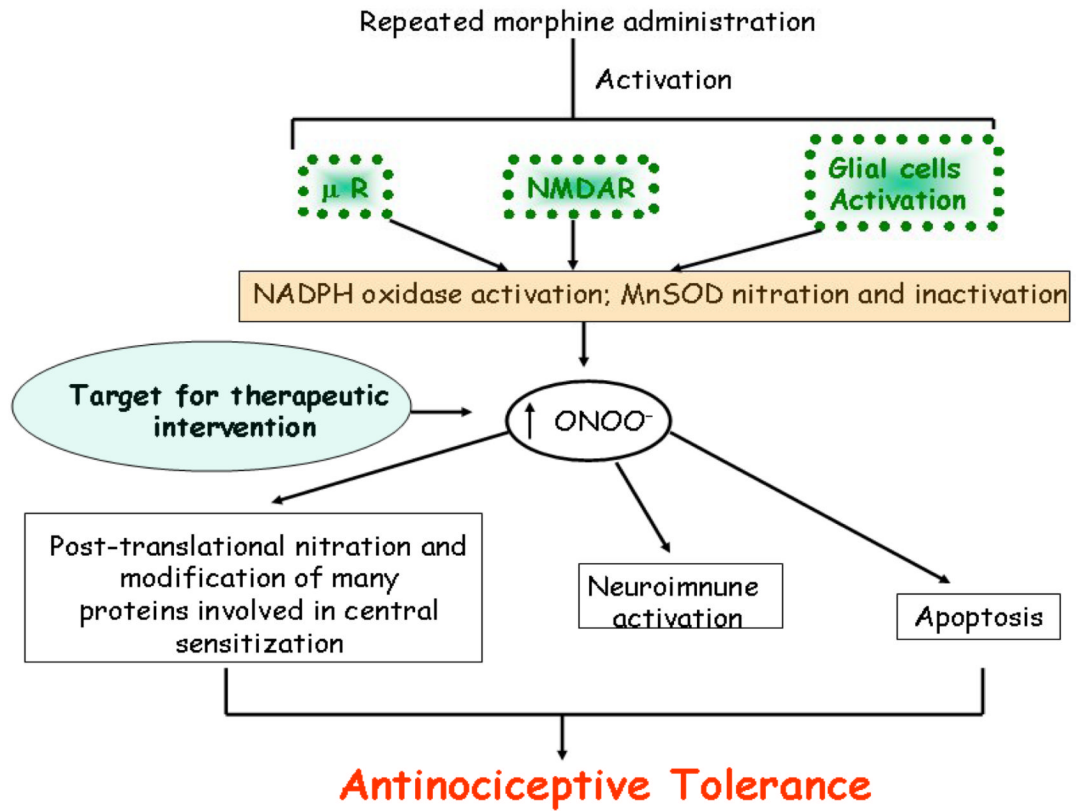 Repeated morphine administration
Activation
μ R
NMDAR
Glial cells
Activation
NADPH oxidase activation; MnSOD nitration and inactivation
Target for therapeutic
intervention
↑ ONOO⁻
Post-translational nitration and
modification of many
proteins involved in central
sensitization
Neuroimnune
activation
Apoptosis
Antinociceptive Tolerance